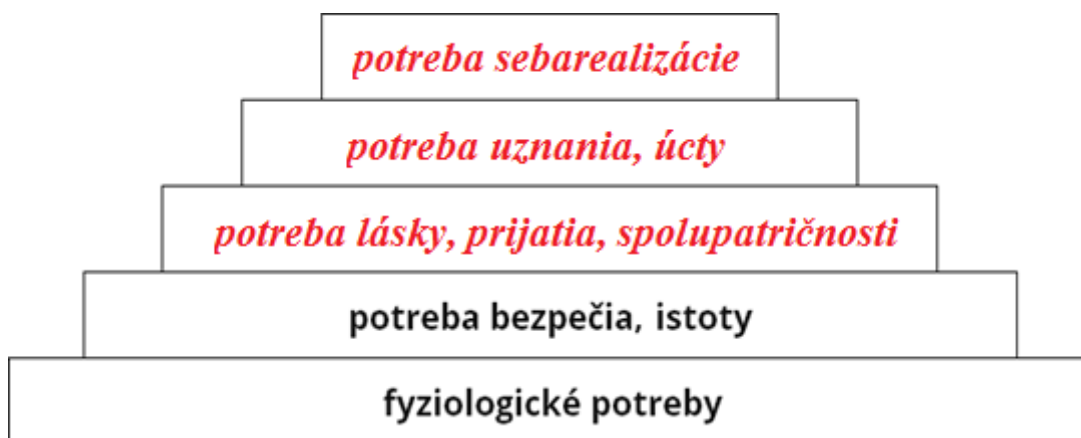 potreba sebarealizácie
potreba uznania, úcty
potreba lásky, prijatia, spolupatričnosti
potreba bezpečia, istoty
fyziologické potreby